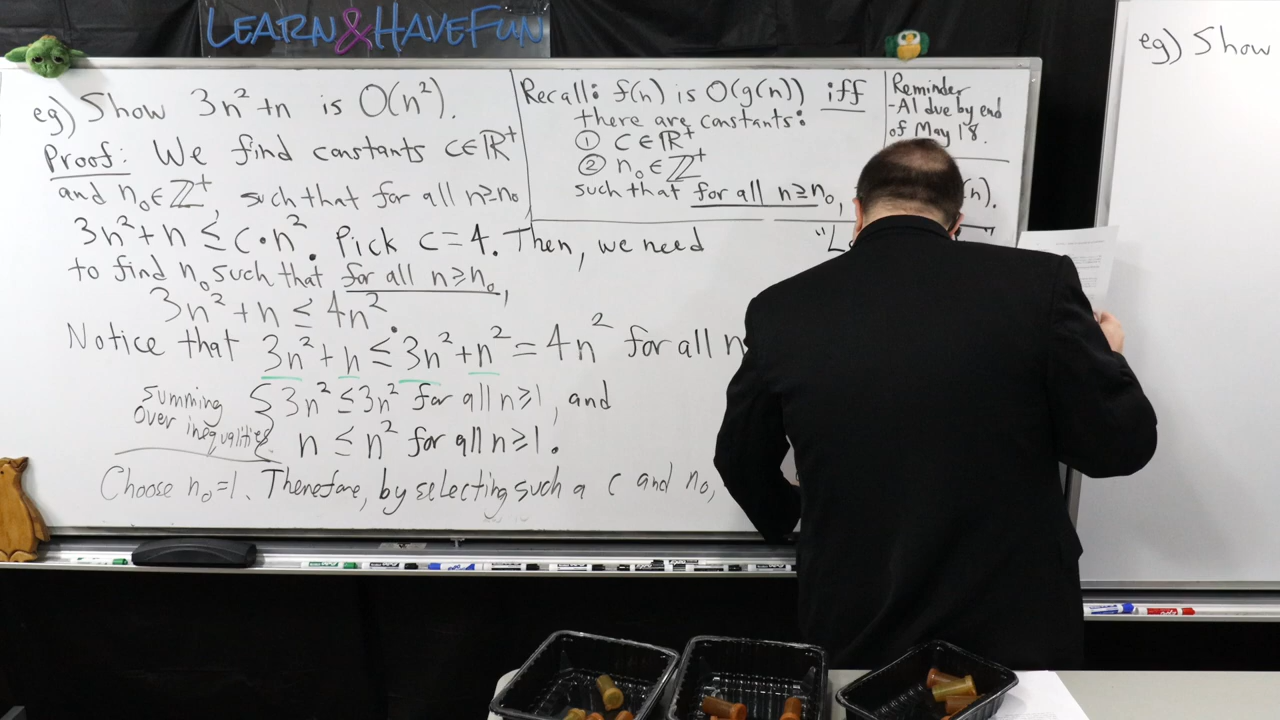 LEARN&HAVEFUN
eg) Show 3n²+n is O(n²).
Proof: We find constants c∈ℝ⁺
and n₀∈ℤ⁺, such that for all n≥n₀
3n²+n ≤ c·n². Pick c=4. Then, we need
to find n₀ such that for all n≥n₀,
3n²+n ≤ 4n².
Notice that 3n²+n ≤ 3n²+n² = 4n² for all n
summing
over inequalities
{ 3n² ≤ 3n² for all n≥1, and
n ≤ n² for all n≥1.
Choose n₀=1. Therefore, by selecting such a c and n₀,
Recall: f(n) is O(g(n)) iff
there are constants:
① c∈ℝ⁺
② n₀∈ℤ⁺
such that for all n≥n₀,
n).
Reminder
-A1 due by end
of May 18.
eg) Show